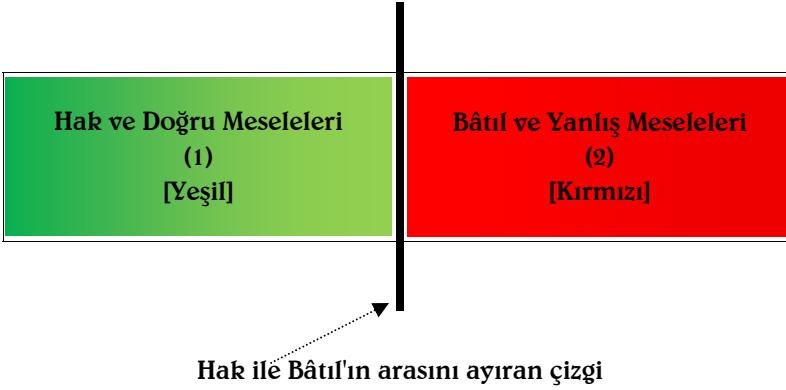 Hak ve Doğru Meseleleri
(1)
[Yeşil]
Bâtıl ve Yanlış Meseleleri
(2)
[Kırmızı]
Hak ile Bâtıl'ın arasını ayıran çizgi